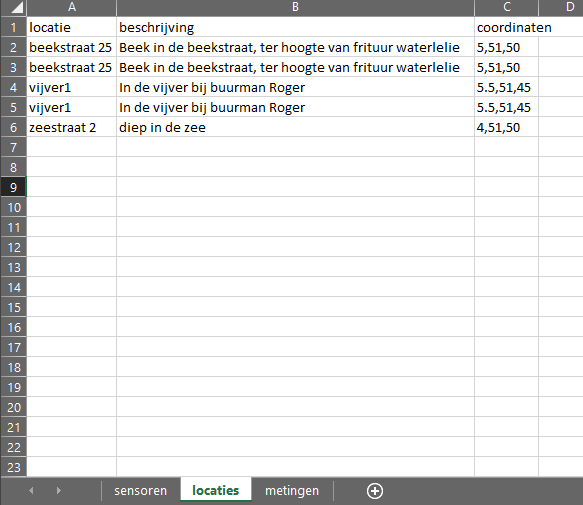 A B C D
1 locatie beschrijving coordinaten
2 beekstraat 25 Beek in de beekstraat, ter hoogte van frituur waterlelie 5,51,50
3 beekstraat 25 Beek in de beekstraat, ter hoogte van frituur waterlelie 5,51,50
4 vijver1 In de vijver bij buurman Roger 5.5,51,45
5 vijver1 In de vijver bij buurman Roger 5.5,51,45
6 zeestraat 2 diep in de zee 4,51,50
7
8
9
10
11
12
13
14
15
16
17
18
19
20
21
22
23
sensoren locaties metingen